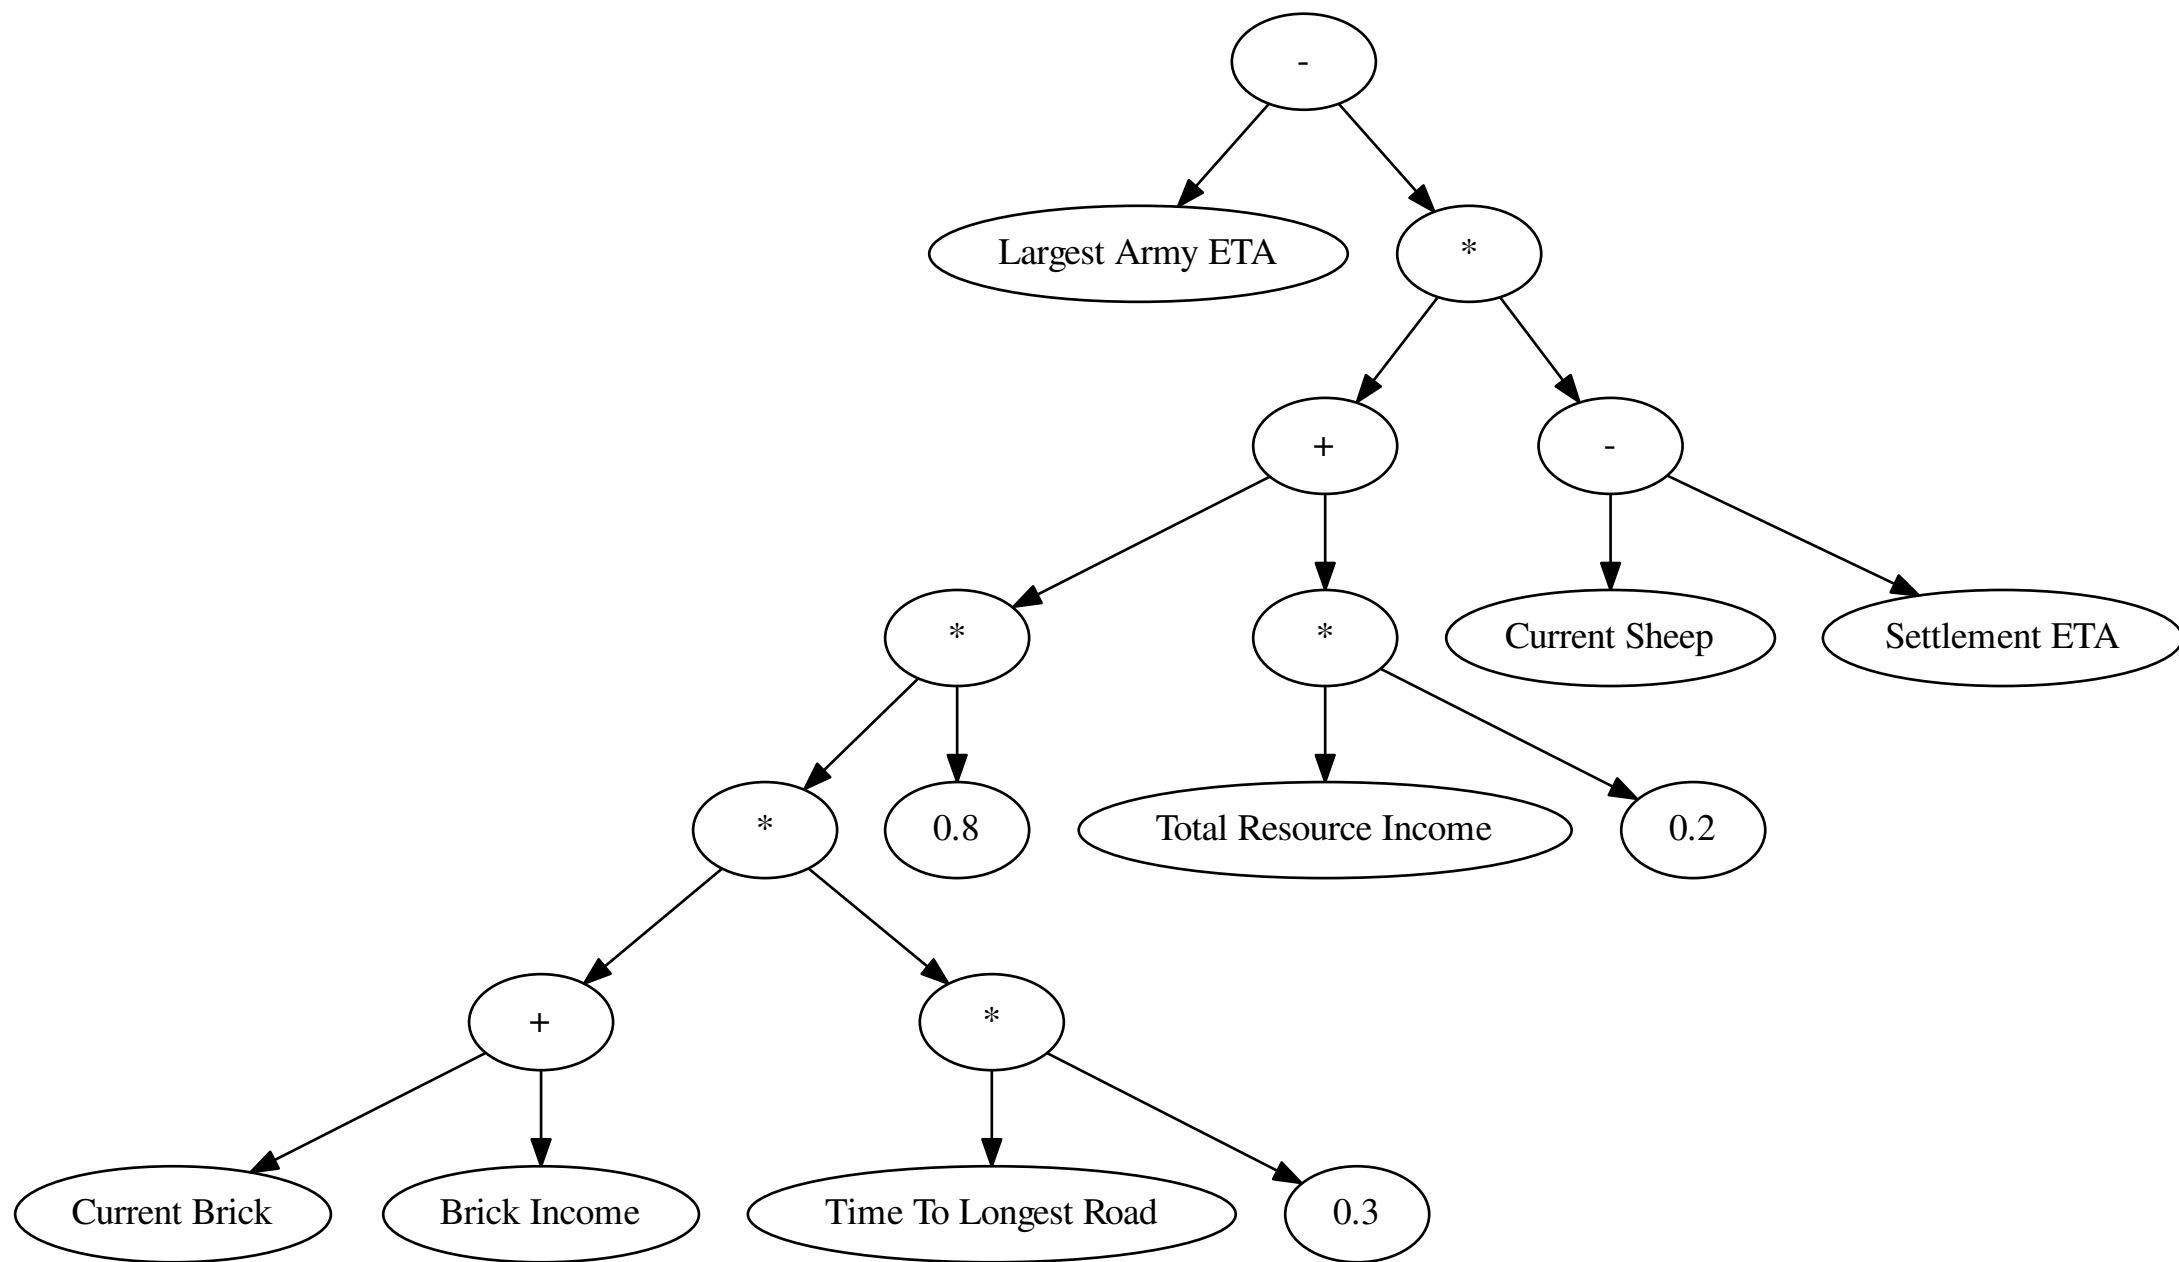 -
Largest Army ETA
*
+
-
*
*
Current Sheep
Settlement ETA
*
0.8
Total Resource Income
0.2
+
*
Current Brick
Brick Income
Time To Longest Road
0.3